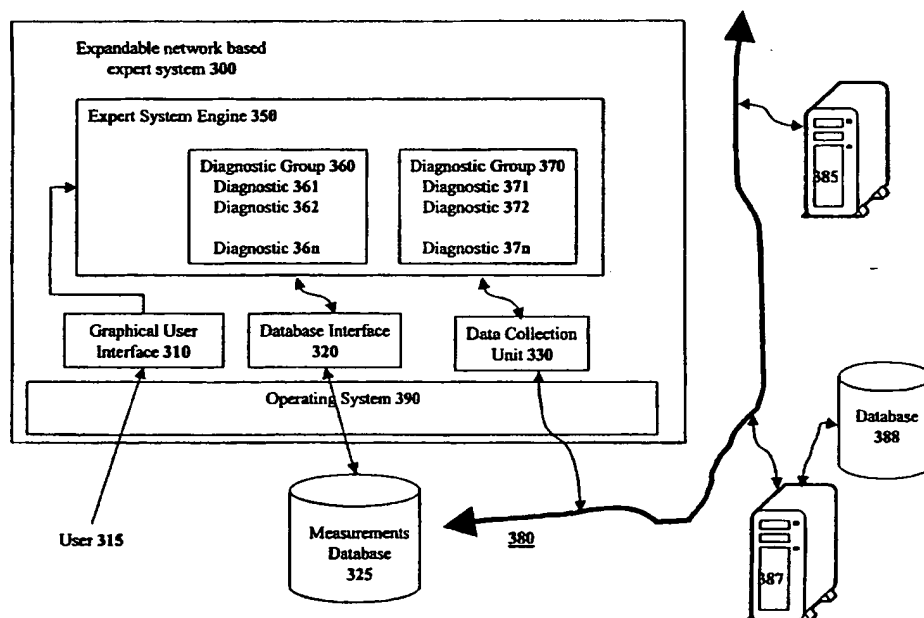 Expandable network based
expert system 300
Expert System Engine 350
Diagnostic Group 360
Diagnostic 361
Diagnostic 362
Diagnostic 36n
Diagnostic Group 370
Diagnostic 371
Diagnostic 372
Diagnostic 37n
Graphical User
Interface 310
Database Interface
320
Data Collection
Unit 330
Operating System 390
User 315
Measurements
Database
325
380
385
Database
388
387